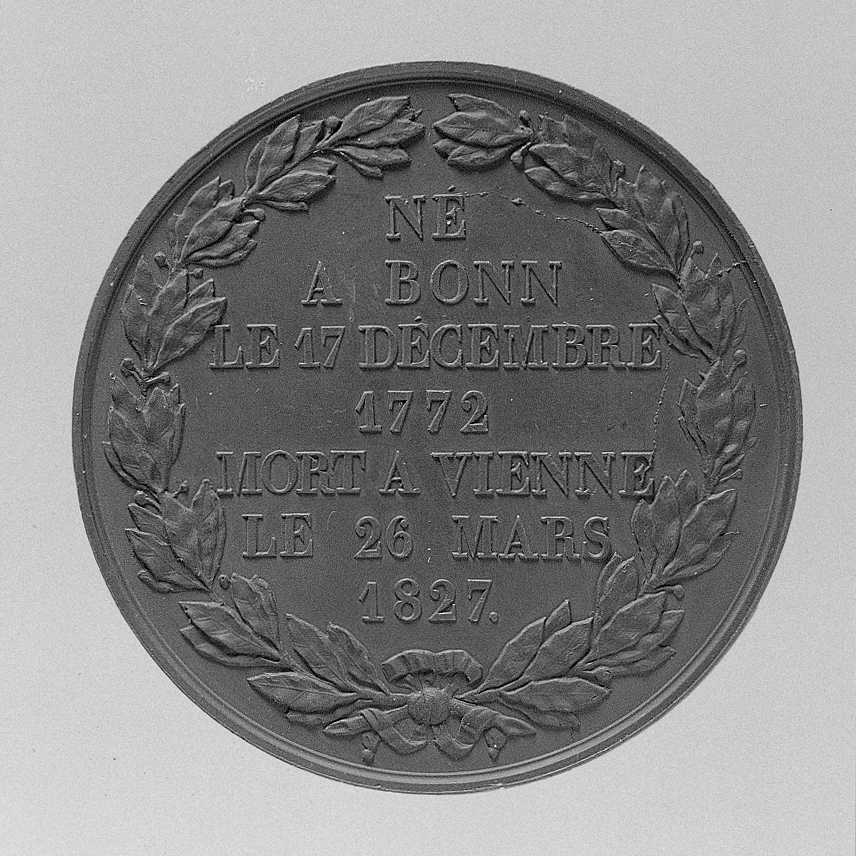 NÉ
A BONN
LE 17 DÉCEMBRE
1772
MORT A VIENNE
LE 26 MARS
1827.